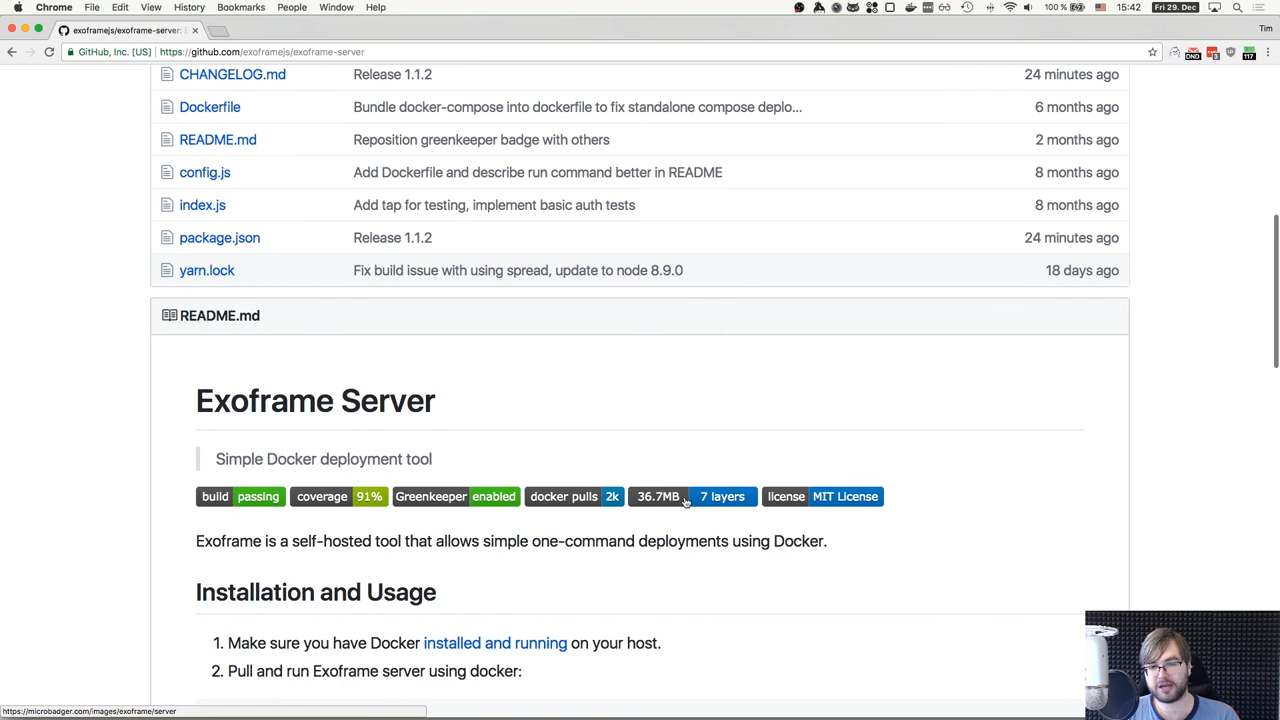 Chrome File Edit View History Bookmarks People Window Help 100 % 15:42 Fri 29. Dec
exoframejs/exoframe-server: E Tim
GitHub, Inc. [US] https://github.com/exoframejs/exoframe-server DND 3 117
CHANGELOG.md Release 1.1.2 24 minutes ago
Dockerfile Bundle docker-compose into dockerfile to fix standalone compose deplo... 6 months ago
README.md Reposition greenkeeper badge with others 2 months ago
config.js Add Dockerfile and describe run command better in README 8 months ago
index.js Add tap for testing, implement basic auth tests 8 months ago
package.json Release 1.1.2 24 minutes ago
yarn.lock Fix build issue with using spread, update to node 8.9.0 18 days ago
README.md
Exoframe Server
Simple Docker deployment tool
build passing coverage 91% Greenkeeper enabled docker pulls 2k 36.7MB 7 layers license MIT License
Exoframe is a self-hosted tool that allows simple one-command deployments using Docker.
Installation and Usage
1. Make sure you have Docker installed and running on your host.
2. Pull and run Exoframe server using docker:
https://microbadger.com/images/exoframe/server